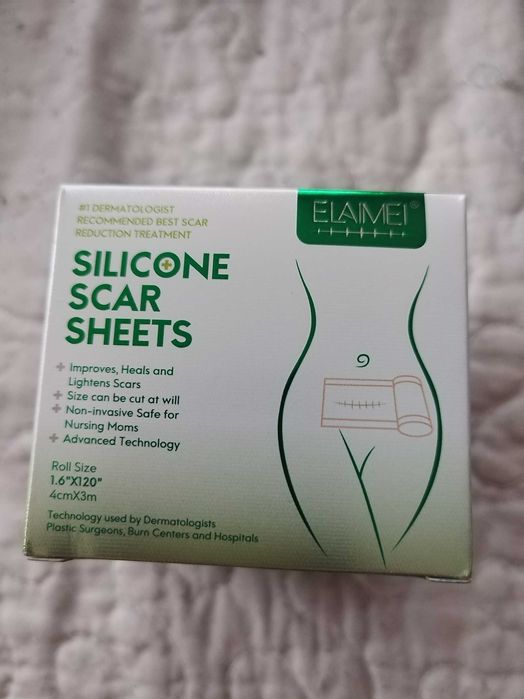 #1 DERMATOLOGIST
RECOMMENDED BEST SCAR
REDUCTION TREATMENT
ELAIMEI®
SILICONE
SCAR
SHEETS
+ Improves, Heals and
Lightens Scars
+ Size can be cut at will
+ Non-invasive Safe for
Nursing Moms
+ Advanced Technology
Roll Size
1.6"X120"
4cmX3m
Technology used by Dermatologists
Plastic Surgeons, Burn Centers and Hospitals